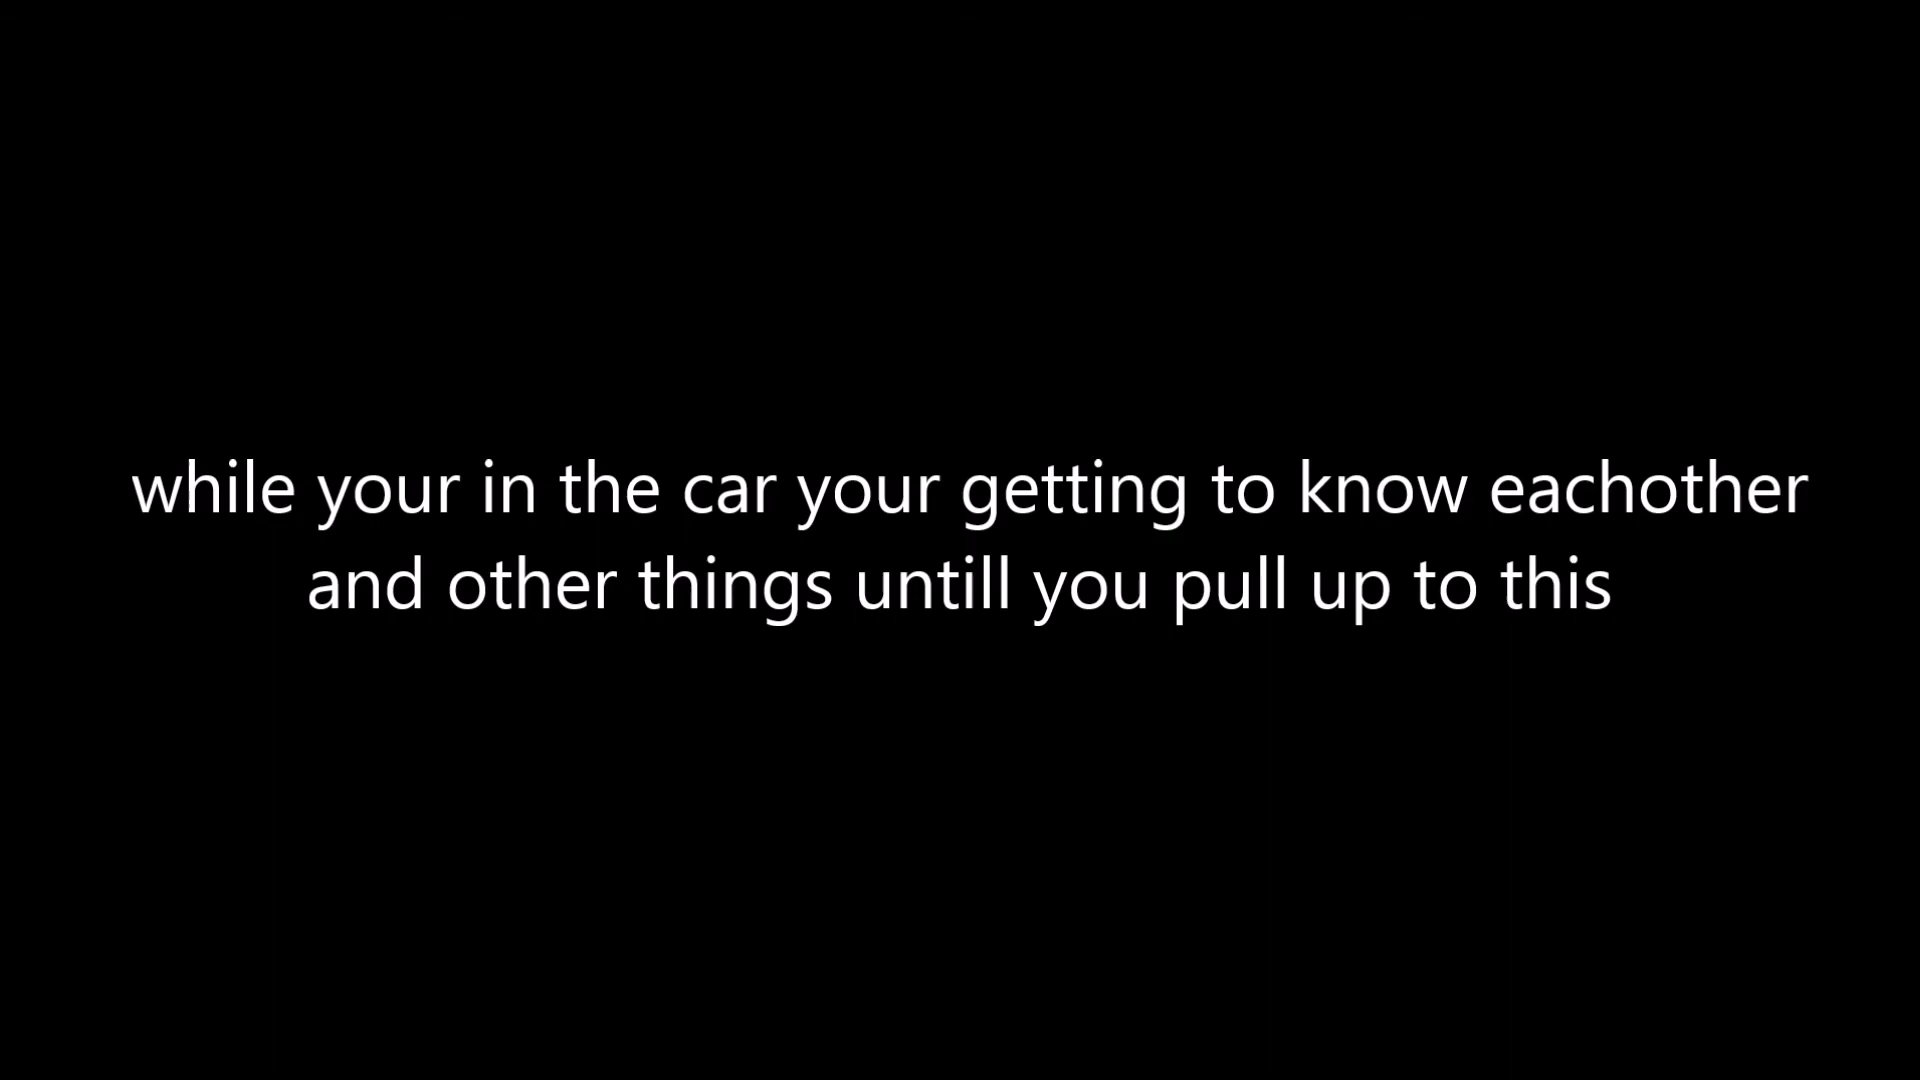 while your in the car your getting to know eachother
and other things untill you pull up to this